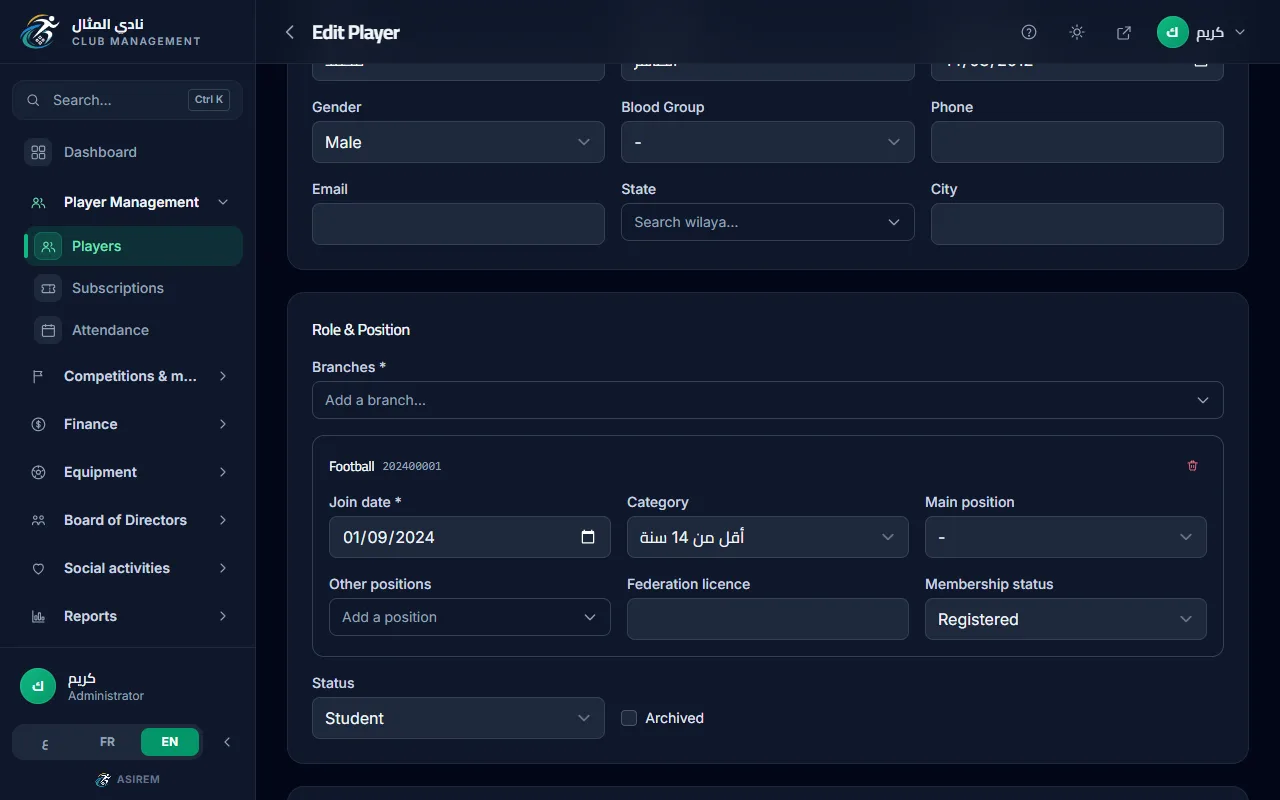 نادي المثال
CLUB MANAGEMENT
Search...
Ctrl K
Dashboard
Player Management
Players
Subscriptions
Attendance
Competitions & m...
Finance
Equipment
Board of Directors
Social activities
Reports
ك
كريم
Administrator
ع
FR
EN
ASIREM
Edit Player
ك
كريم
Gender
Blood Group
Phone
Male
-
Email
State
City
Search wilaya...
Role & Position
Branches *
Add a branch...
Football 202400001
Join date *
Category
Main position
01/09/2024
أقل من 14 سنة
-
Other positions
Federation licence
Membership status
Add a position
Registered
Status
Student
Archived